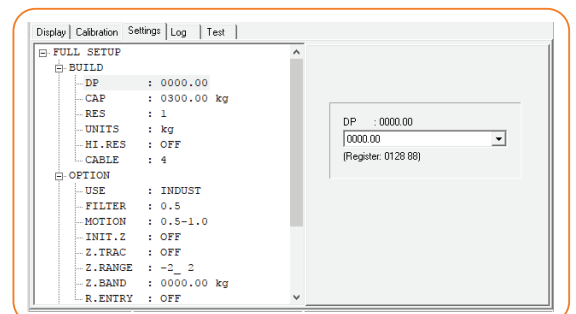 Display Calibration Settings Log Test
FULL SETUP
BUILD
DP : 0000.00
CAP : 0300.00 kg
RES : 1
UNITS : kg
HI.RES : OFF
CABLE : 4
OPTION
USE : INDUST
FILTER : 0.5
MOTION : 0.5-1.0
INIT.Z : OFF
Z.TRAC : OFF
Z.RANGE : -2_ 2
Z.BAND : 0000.00 kg
R.ENTRY : OFF
DP : 0000.00
0000.00
(Register: 0128 88)